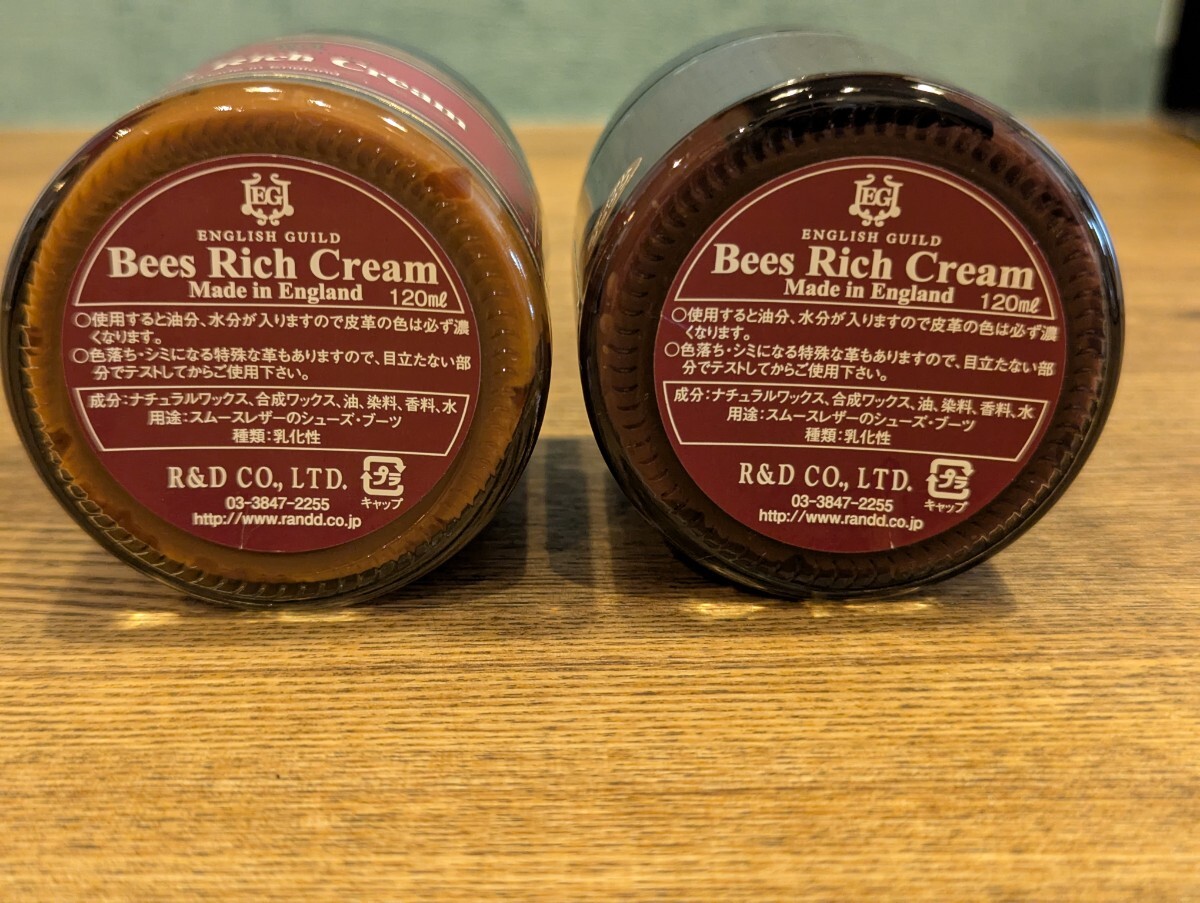 Rich Cream
EG
ENGLISH GUILD
Bees Rich Cream
Made in England 120mℓ
○使用すると油分、水分が入りますので皮革の色は必ず濃
くなります。
○色落ち・シミになる特殊な革もありますので、目立たない部
分でテストしてからご使用下さい。
成分:ナチュラルワックス、合成ワックス、油、染料、香料、水
用途:スムースレザーのシューズ・ブーツ
種類:乳化性
R&D CO., LTD.
プラ
キャップ
03-3847-2255
http://www.randd.co.jp
EG
ENGLISH GUILD
Bees Rich Cream
Made in England 120mℓ
○使用すると油分、水分が入りますので皮革の色は必ず濃
くなります。
○色落ち・シミになる特殊な革もありますので、目立たない部
分でテストしてからご使用下さい。
成分:ナチュラルワックス、合成ワックス、油、染料、香料、水
用途:スムースレザーのシューズ・ブーツ
種類:乳化性
R&D CO., LTD.
プラ
キャップ
03-3847-2255
http://www.randd.co.jp